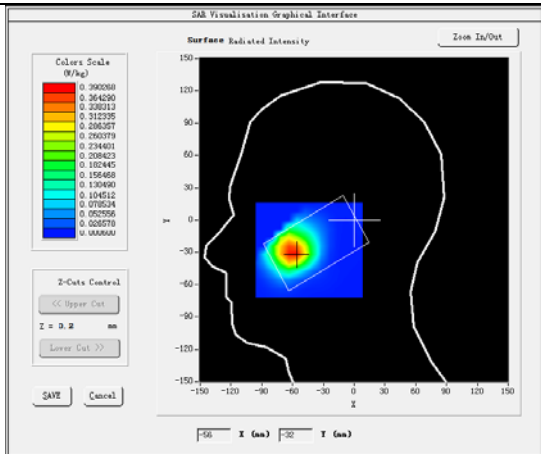 SAR Visualisation Graphical Interface
Surface Radiated Intensity
Zoom In/Out
Colors Scale
(W/kg)
0.390268
0.364290
0.338313
0.312335
0.286357
0.260379
0.234401
0.208423
0.182445
0.156468
0.130490
0.104512
0.078534
0.052556
0.026578
0.000600
150
120
90
60
30
0
-30
-60
-90
-120
-150
Y
-150 -120 -90 -60 -30 0 30 60 90 120 150
X
Z-Cuts Control
<< Upper Cut
Z = 3.2 mm
Lower Cut >>
SAVE Cancel
-56 X (mm) -32 Y (mm)